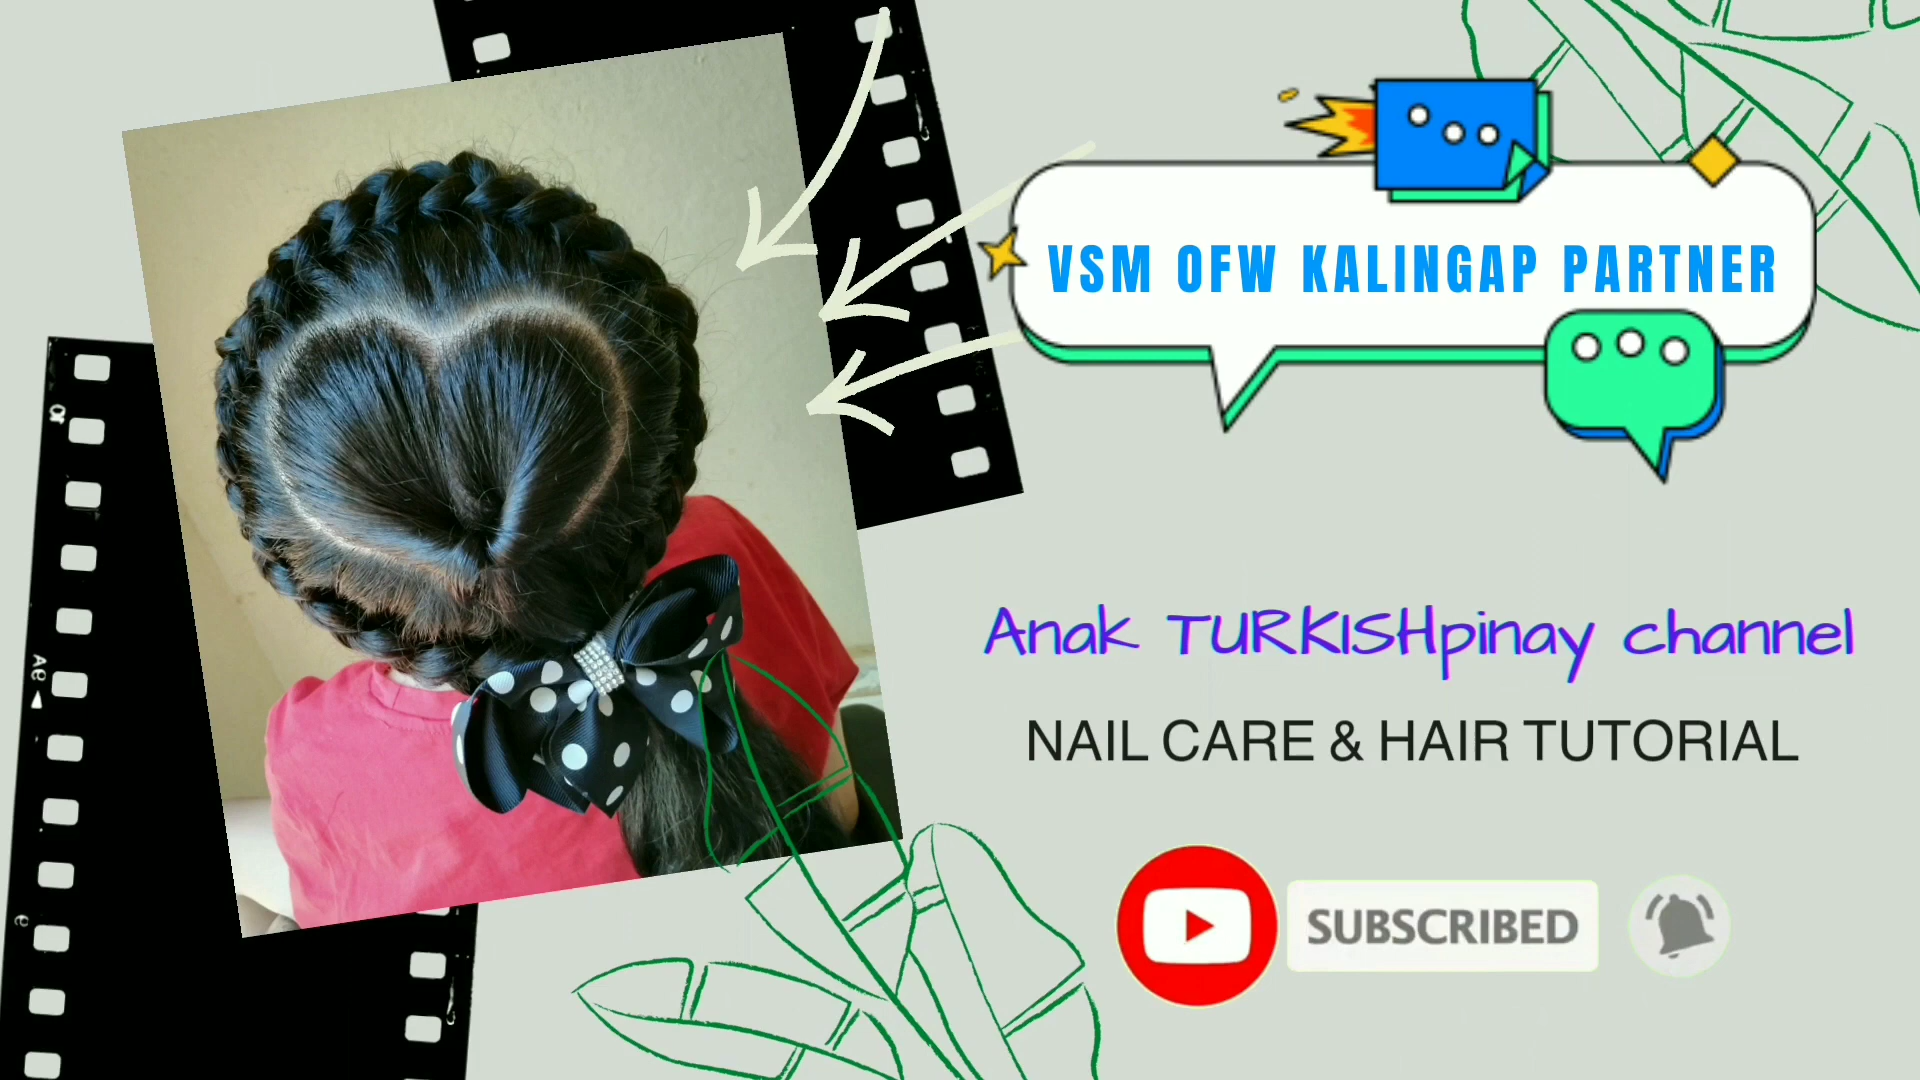 VSM OFW KALINGAP PARTNER
Anak TURKISHpinay channel
NAIL CARE & HAIR TUTORIAL
SUBSCRIBED